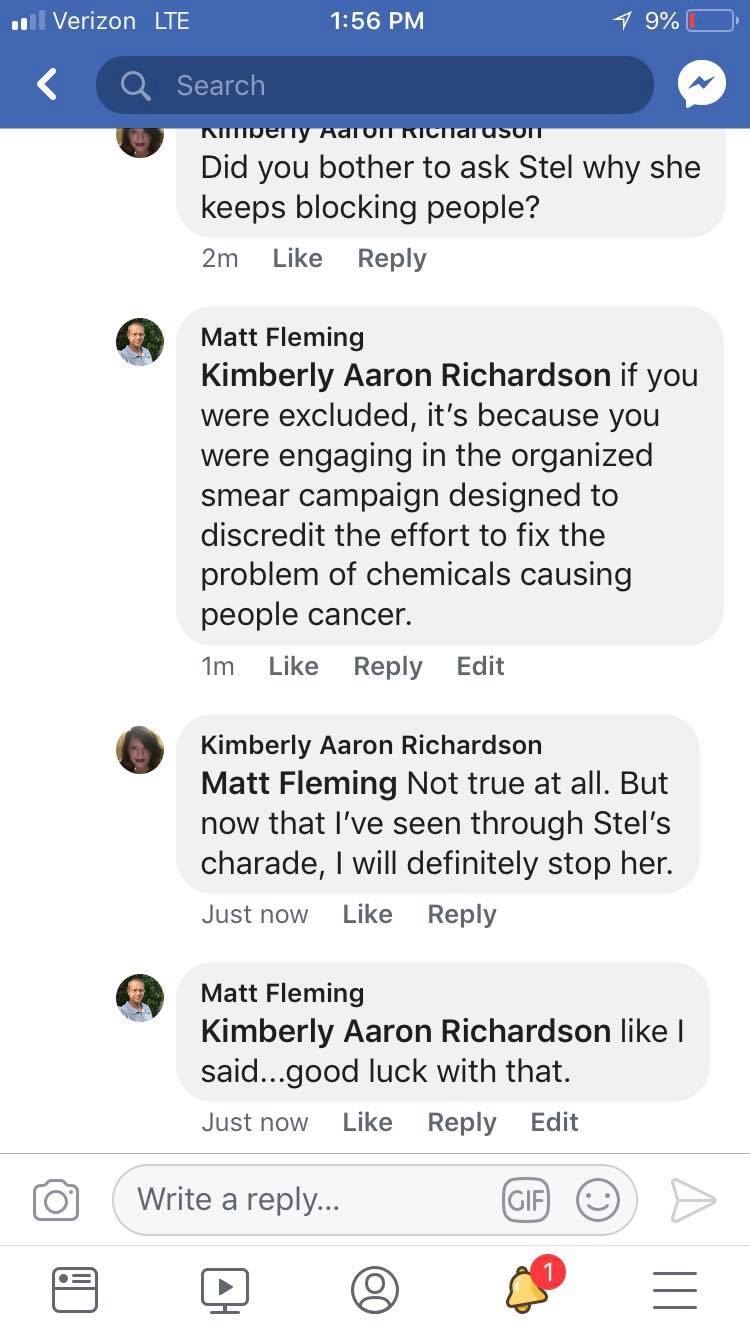 Verizon LTE 1:56 PM 9%
Search
Kimberly Aaron Richardson
Did you bother to ask Stel why she
keeps blocking people?
2m Like Reply
Matt Fleming
Kimberly Aaron Richardson if you
were excluded, it's because you
were engaging in the organized
smear campaign designed to
discredit the effort to fix the
problem of chemicals causing
people cancer.
1m Like Reply Edit
Kimberly Aaron Richardson
Matt Fleming Not true at all. But
now that I've seen through Stel's
charade, I will definitely stop her.
Just now Like Reply
Matt Fleming
Kimberly Aaron Richardson like I
said...good luck with that.
Just now Like Reply Edit
Write a reply... GIF
1